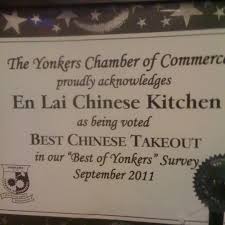 The Yonkers Chamber of Commerce
proudly acknowledges
En Lai Chinese Kitchen
as being voted
BEST CHINESE TAKEOUT
in our "Best of Yonkers" Survey
September 2011